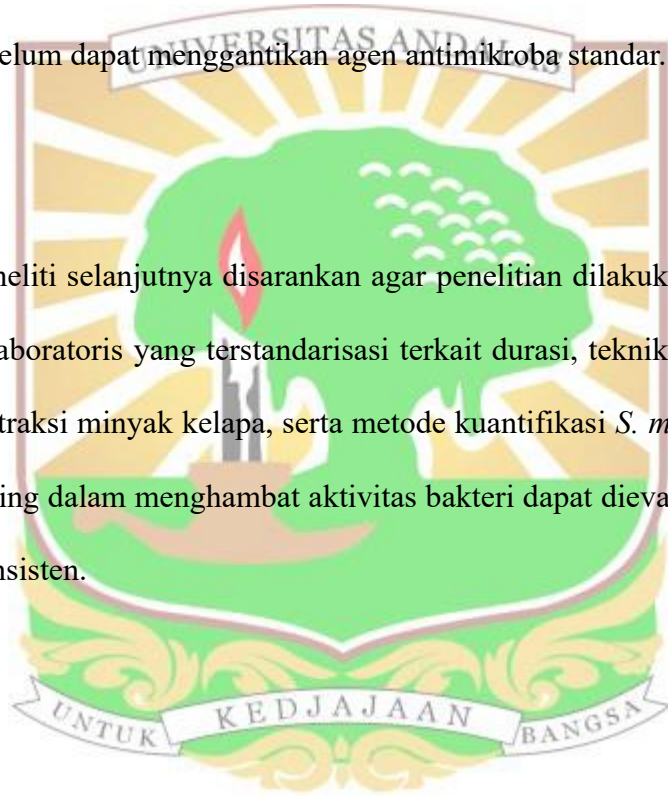 UNIVERSITAS ANDALAS
elum dapat menggantikan agen antimikroba standar.
neliti selanjutnya disarankan agar penelitian dilakuk
aboratoris yang terstandarisasi terkait durasi, teknik
traksi minyak kelapa, serta metode kuantifikasi S. m
ing dalam menghambat aktivitas bakteri dapat dieva
nsisten.
UNTUK KEDJAJAAN BANGSA